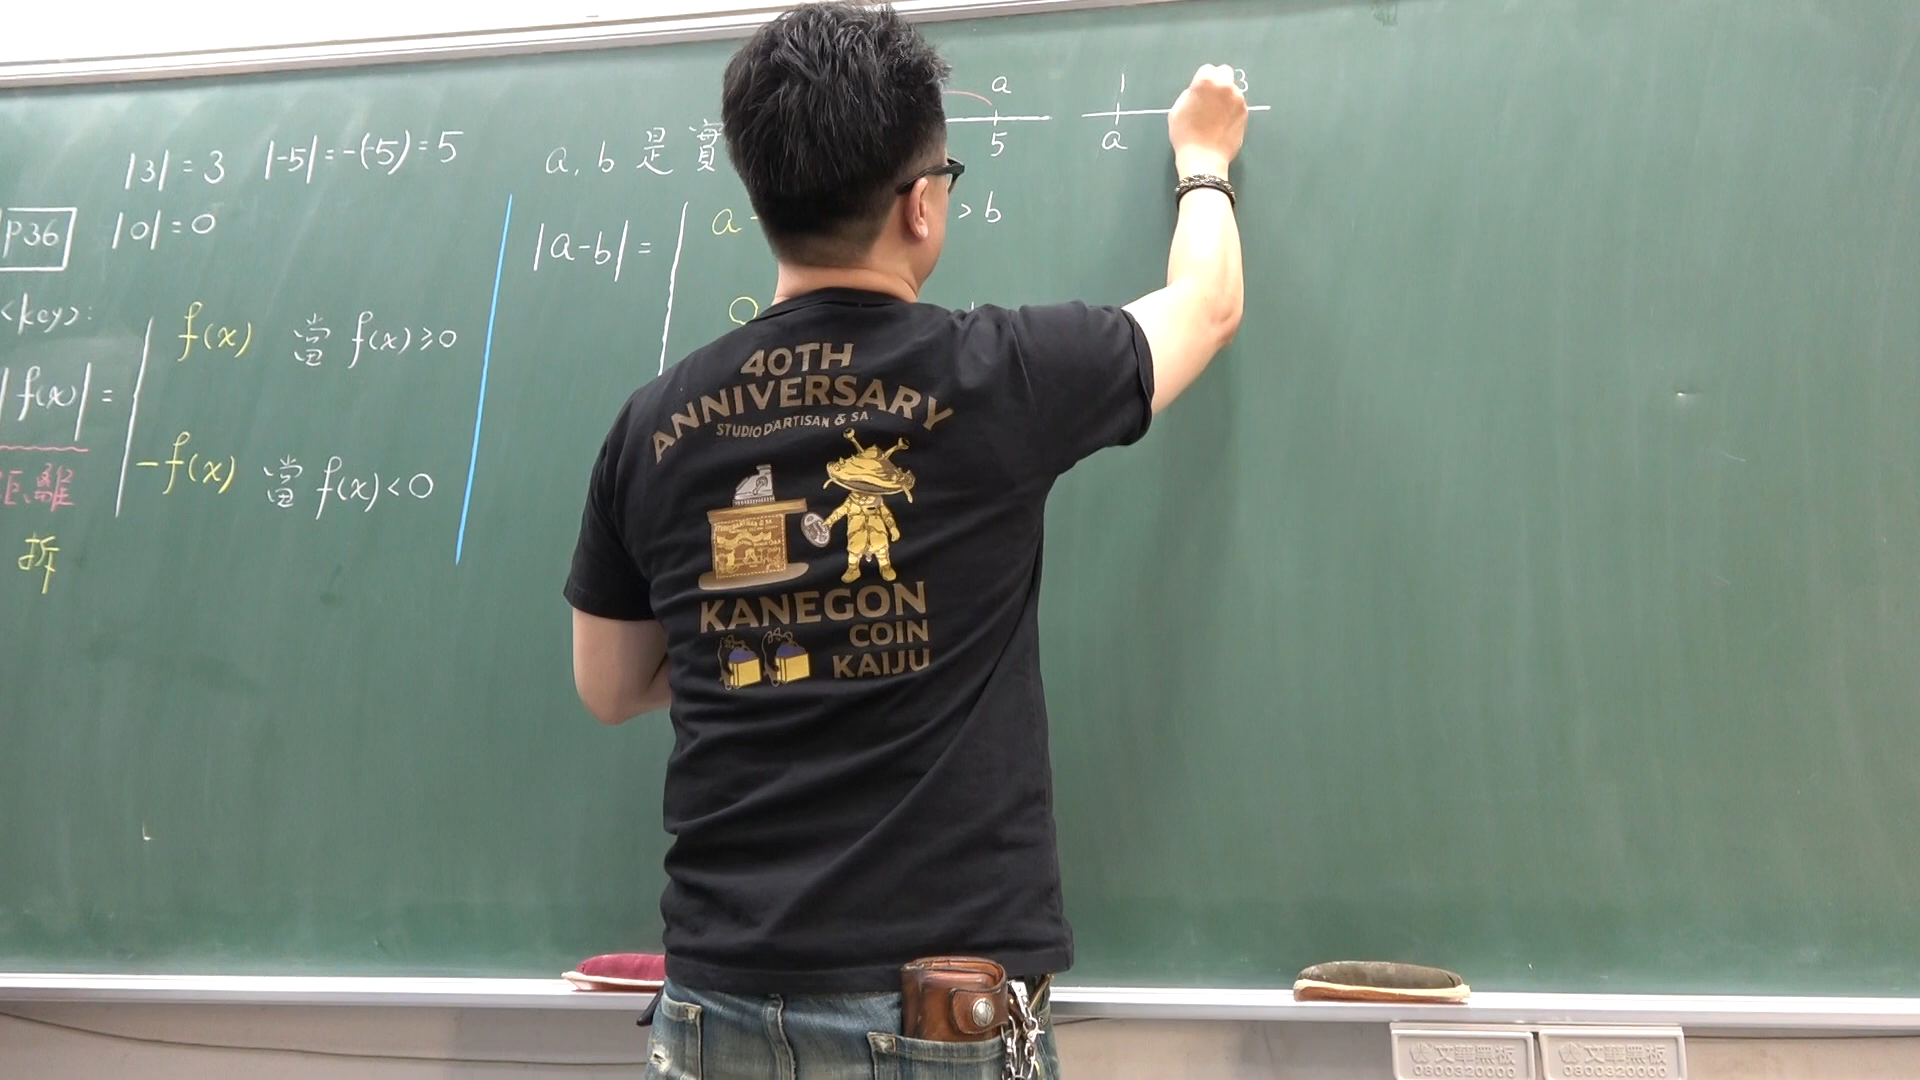 |3| = 3 |-5| = -(-5) = 5
|0| = 0
P36
<key>:
|f(x)| =
f(x) 當 f(x) ≥ 0
-f(x) 當 f(x) < 0
距離
拆
a, b 是 實
|a-b| =
a-
> b
0
a
5
1 3
a
40TH
ANNIVERSARY
STUDIO D'ARTISAN & SA.
KANEGON
COIN
KAIJU
文華黑板 文華黑板
0800320000 0800320000